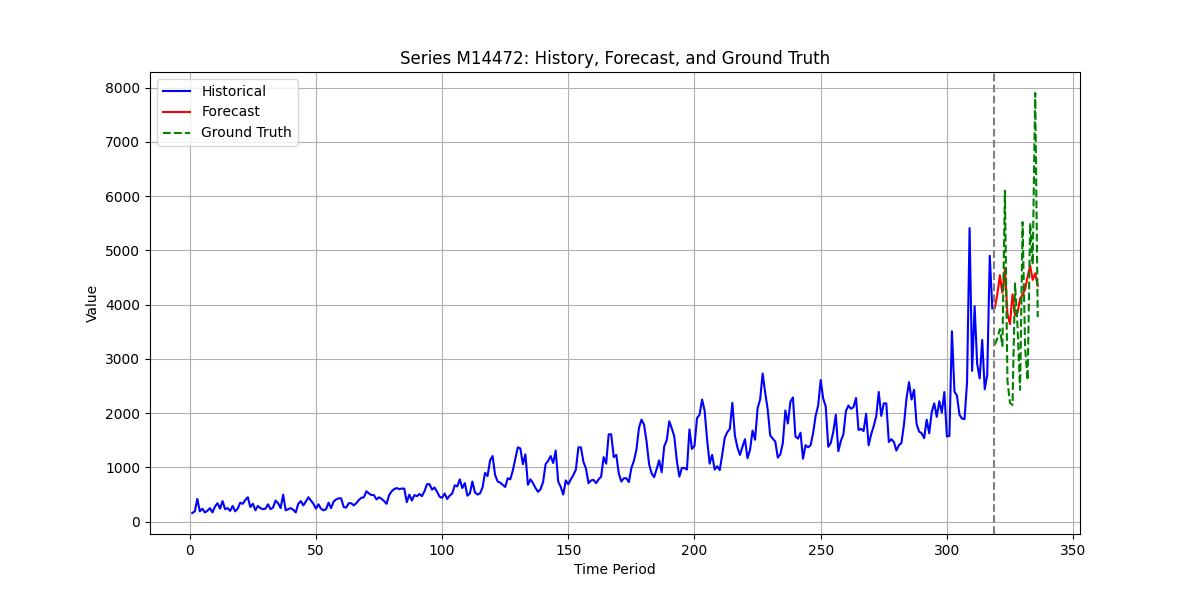 Series M14472: History, Forecast, and Ground Truth
Historical
Forecast
Ground Truth
8000
7000
6000
5000
4000
3000
2000
1000
0
Value
0 50 100 150 200 250 300 350
Time Period